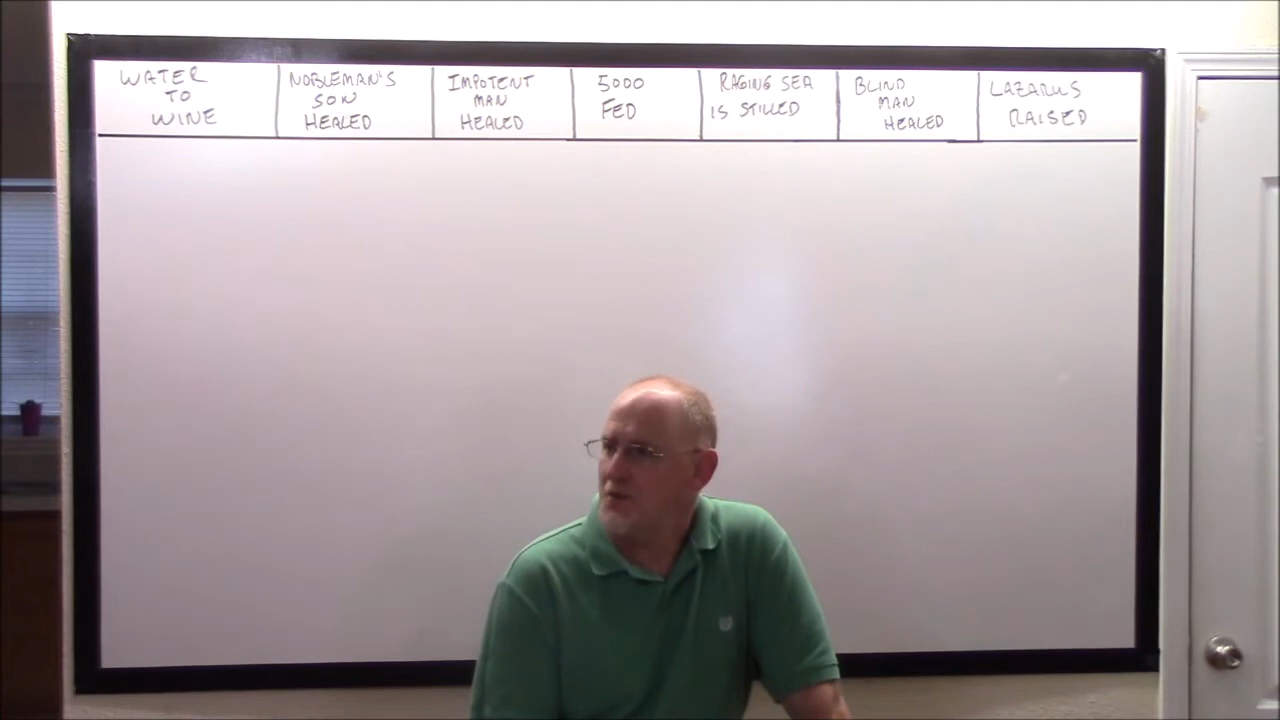 WATER
TO
WINE
NOBLEMAN'S
SON
HEALED
IMPOTENT
MAN
HEALED
5000
FED
RAGING SEA
IS STILLED
BLIND
MAN
HEALED
LAZARUS
RAISED